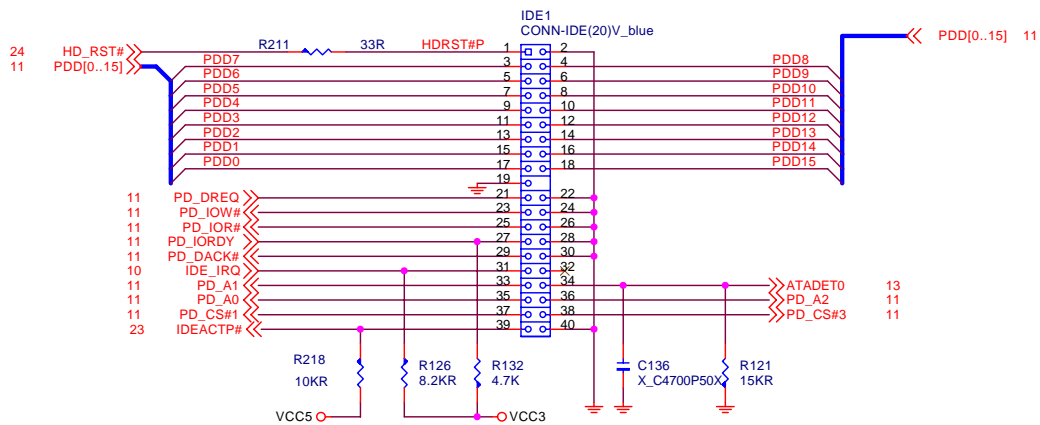 IDE1
CONN-IDE(20)V_blue
24 HD_RST# R211 33R HDRST#P 1 2
11 PDD[0..15] PDD[0..15] 11
PDD7 3 4 PDD8
PDD6 5 6 PDD9
PDD5 7 8 PDD10
PDD4 9 10 PDD11
PDD3 11 12 PDD12
PDD2 13 14 PDD13
PDD1 15 16 PDD14
PDD0 17 18 PDD15
19
11 PD_DREQ 21 22
11 PD_IOW# 23 24
11 PD_IOR# 25 26
11 PD_IORDY 27 28
11 PD_DACK# 29 30
10 IDE_IRQ 31 32
11 PD_A1 33 34 ATADET0 13
11 PD_A0 35 36 PD_A2 11
11 PD_CS#1 37 38 PD_CS#3 11
23 IDEACTP# 39 40
R218 R126 R132 C136 R121
10KR 8.2KR 4.7K X_C4700P50X 15KR
VCC5 VCC3